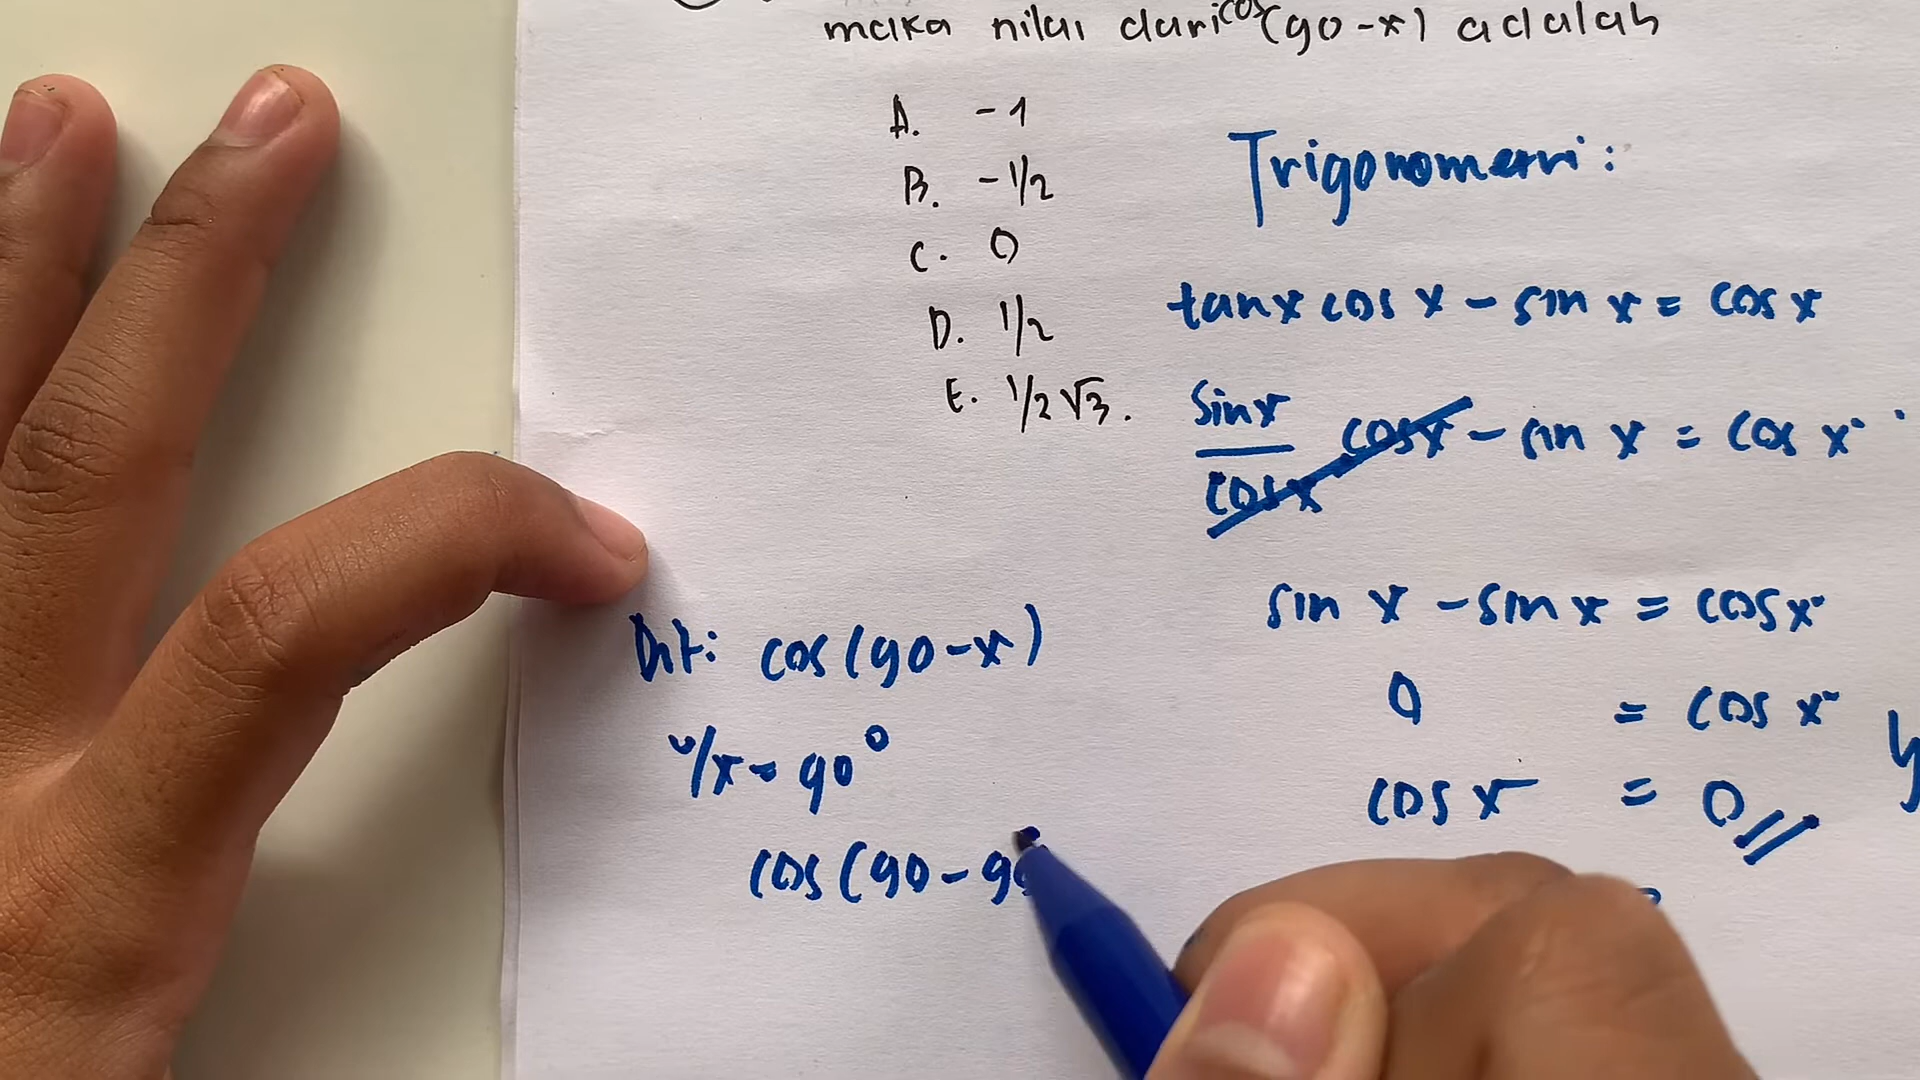 maka nilai dari cos (90-x) adalah
A. -1
B. -1/2
C. 0
D. 1/2
E. 1/2 √3.
Trigonometri:
tan x cos x - sin x = cos x
sin x
cos x - sin x = cos x
cos x
sin x - sin x = cos x
0 = cos x
cos x = 0//
Dit: cos (90-x)
u/x = 90°
cos (90-90